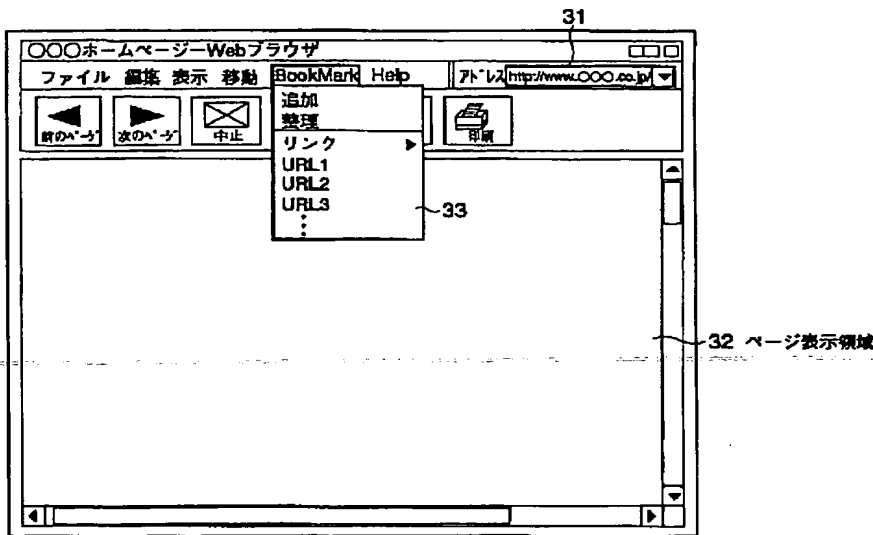 31
○○○ホームページーWebブラウザ
ファイル 編集 表示 移動 BookMark Help アドレス http://www.○○○.co.jp/
前のページ 次のページ 中止 印刷
追加
整理
リンク
URL1
URL2
URL3
33
32 ページ表示領域